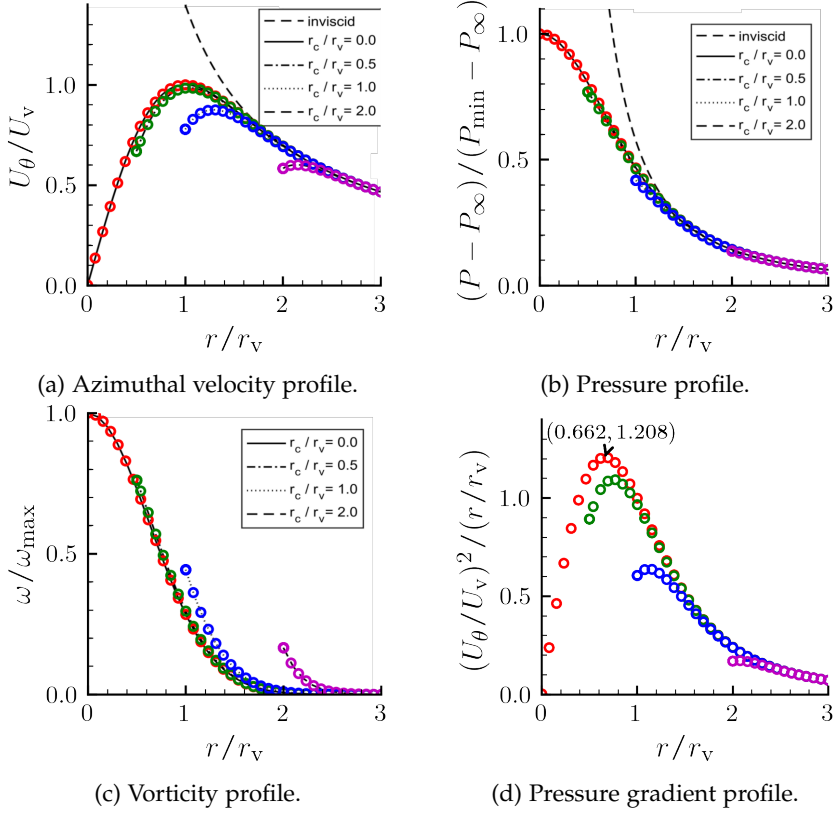 inviscid
r_c / r_v = 0.0
r_c / r_v = 0.5
r_c / r_v = 1.0
r_c / r_v = 2.0
U_θ/U_v
1.0
0.5
0.0
0
1
2
3
r/r_v
(a) Azimuthal velocity profile.
inviscid
r_c / r_v = 0.0
r_c / r_v = 0.5
r_c / r_v = 1.0
r_c / r_v = 2.0
(P − P_∞)/(P_min − P_∞)
1.0
0.5
0.0
0
1
2
3
r/r_v
(b) Pressure profile.
r_c / r_v = 0.0
r_c / r_v = 0.5
r_c / r_v = 1.0
r_c / r_v = 2.0
ω/ω_max
1.0
0.5
0.0
0
1
2
3
r/r_v
(c) Vorticity profile.
(0.662, 1.208)
(U_θ/U_v)²/(r/r_v)
1.2
0.6
0.0
0
1
2
3
r/r_v
(d) Pressure gradient profile.